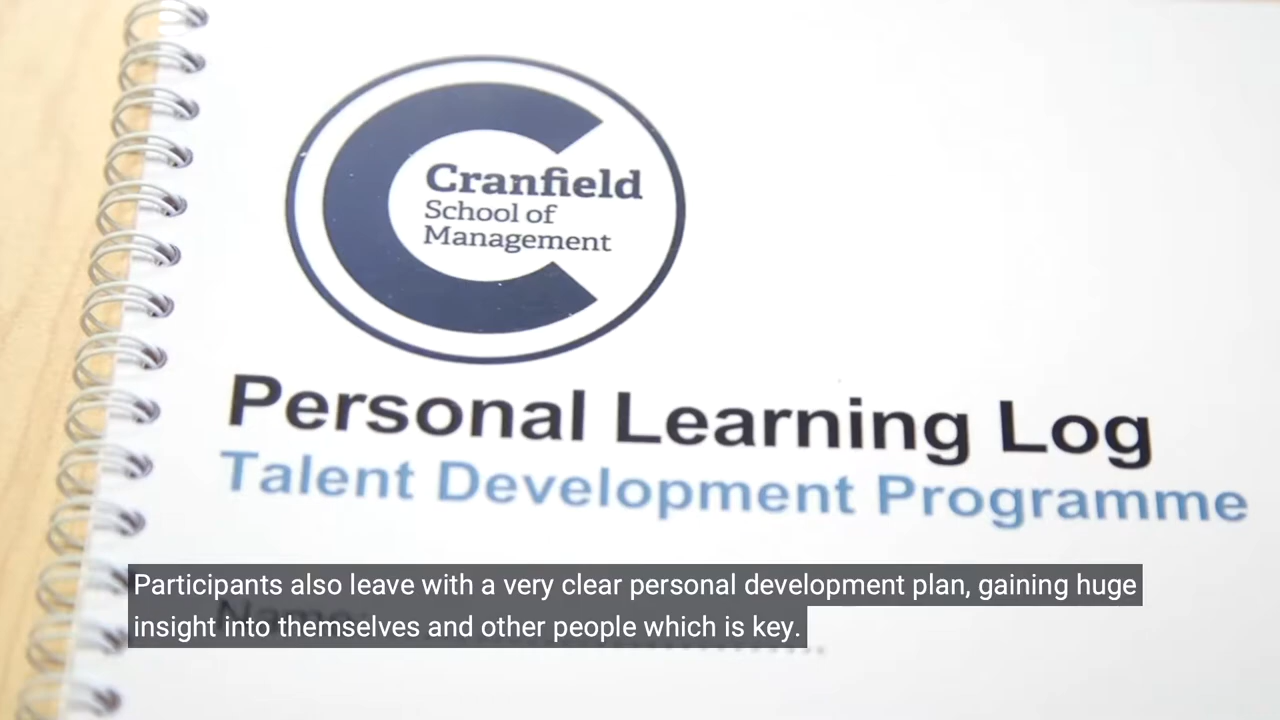 Cranfield
School of
Management
Personal Learning Log
Talent Development Programme
Name:
Participants also leave with a very clear personal development plan, gaining huge
insight into themselves and other people which is key.